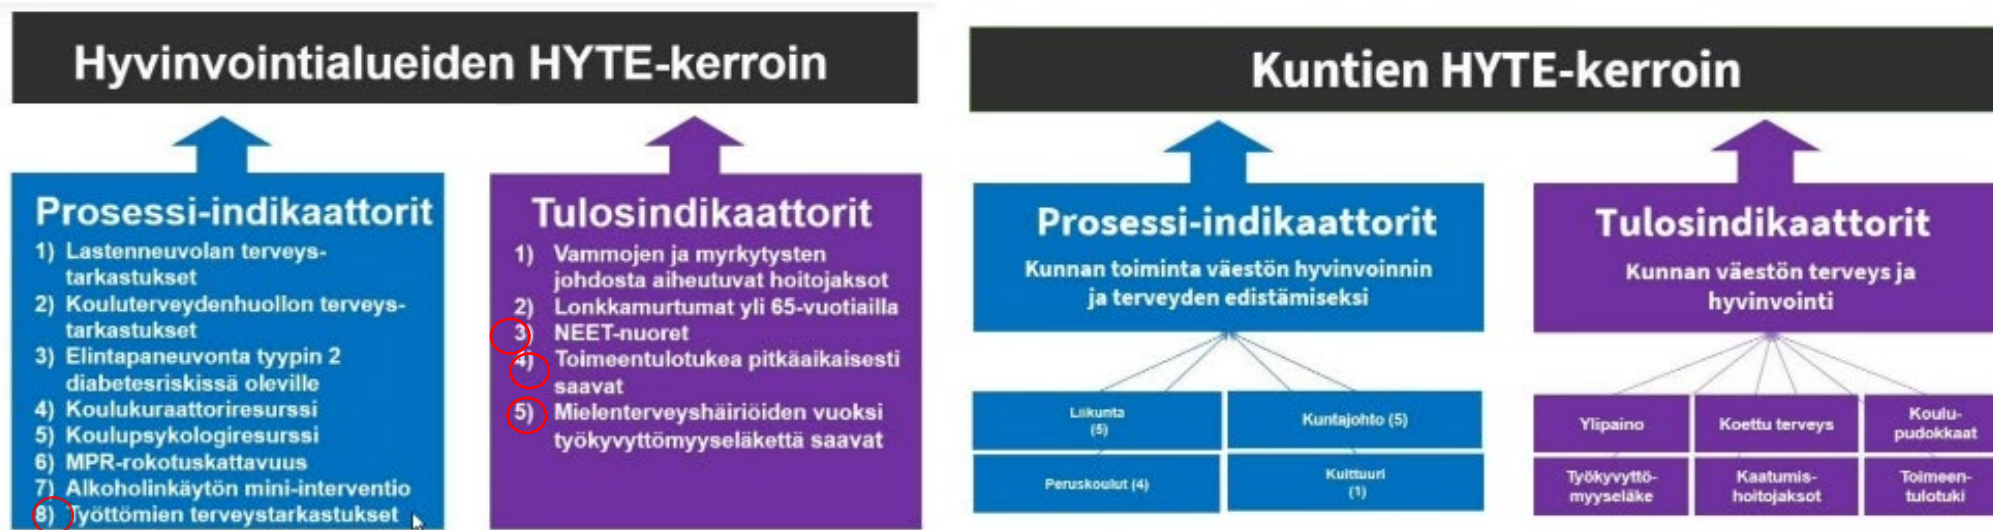 Hyvinvointialueiden HYTE-kerroin
Prosessi-indikaattorit
1) Lastenneuvolan terveys-
tarkastukset
2) Kouluterveydenhuollon terveys-
tarkastukset
3) Elintapaneuvonta tyypin 2
diabetesriskissä oleville
4) Koulukuraattoriresurssi
5) Koulupsykologiresurssi
6) MPR-rokotuskattavuus
7) Alkoholinkäytön mini-interventio
8) Työttömien terveystarkastukset
Tulosindikaattorit
1) Vammojen ja myrkytysten
johdosta aiheutuvat hoitojaksot
2) Lonkkamurtumat yli 65-vuotiailla
3) NEET-nuoret
4) Toimeentulotukea pitkäaikaisesti
saavat
5) Mielenterveyshäiriöiden vuoksi
työkyvyttömyyseläkettä saavat
Kuntien HYTE-kerroin
Prosessi-indikaattorit
Kunnan toiminta väestön hyvinvoinnin
ja terveyden edistämiseksi
Liikunta
(5)
Kuntajohto (5)
Peruskoulut (4)
Kulttuuri
(1)
Tulosindikaattorit
Kunnan väestön terveys ja
hyvinvointi
Ylipaino
Koettu terveys
Koulu-
pudokkaat
Työkyvyttö-
myyseläke
Kaatumis-
hoitojaksot
Toimeen-
tulotuki